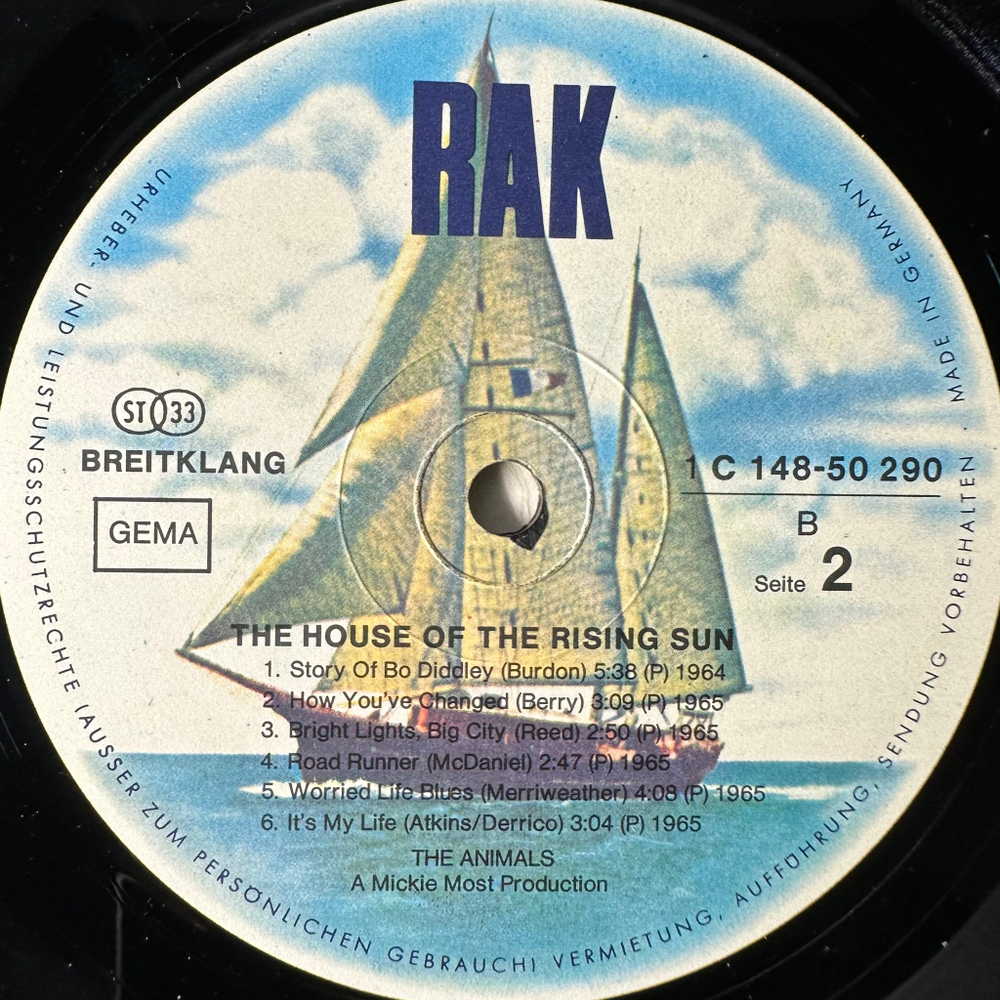 RAK
URHEBER- UND LEISTUNGSSCHUTZRECHTE (AUSSER ZUM PERSÖNLICHEN GEBRAUCH) VERMIETUNG, AUFFÜHRUNG, SENDUNG VORBEHALTEN · MADE IN GERMANY
ST 33
BREITKLANG
GEMA
1 C 148-50 290
B
Seite 2
THE HOUSE OF THE RISING SUN
1. Story Of Bo Diddley (Burdon) 5:38 (P) 1964
2. How You've Changed (Berry) 3:09 (P) 1965
3. Bright Lights, Big City (Reed) 2:50 (P) 1965
4. Road Runner (McDaniel) 2:47 (P) 1965
5. Worried Life Blues (Merriweather) 4:08 (P) 1965
6. It's My Life (Atkins/Derrico) 3:04 (P) 1965
THE ANIMALS
A Mickie Most Production